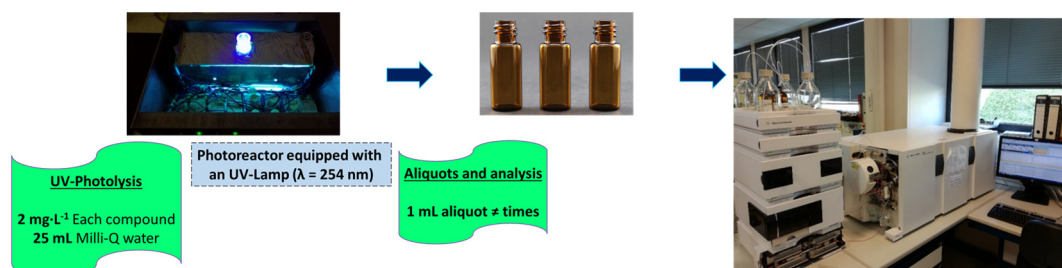 Photoreactor equipped with
an UV-Lamp (λ = 254 nm)
UV-Photolysis
2 mg·L⁻¹ Each compound
25 mL Milli-Q water
Aliquots and analysis
1 mL aliquot ≠ times